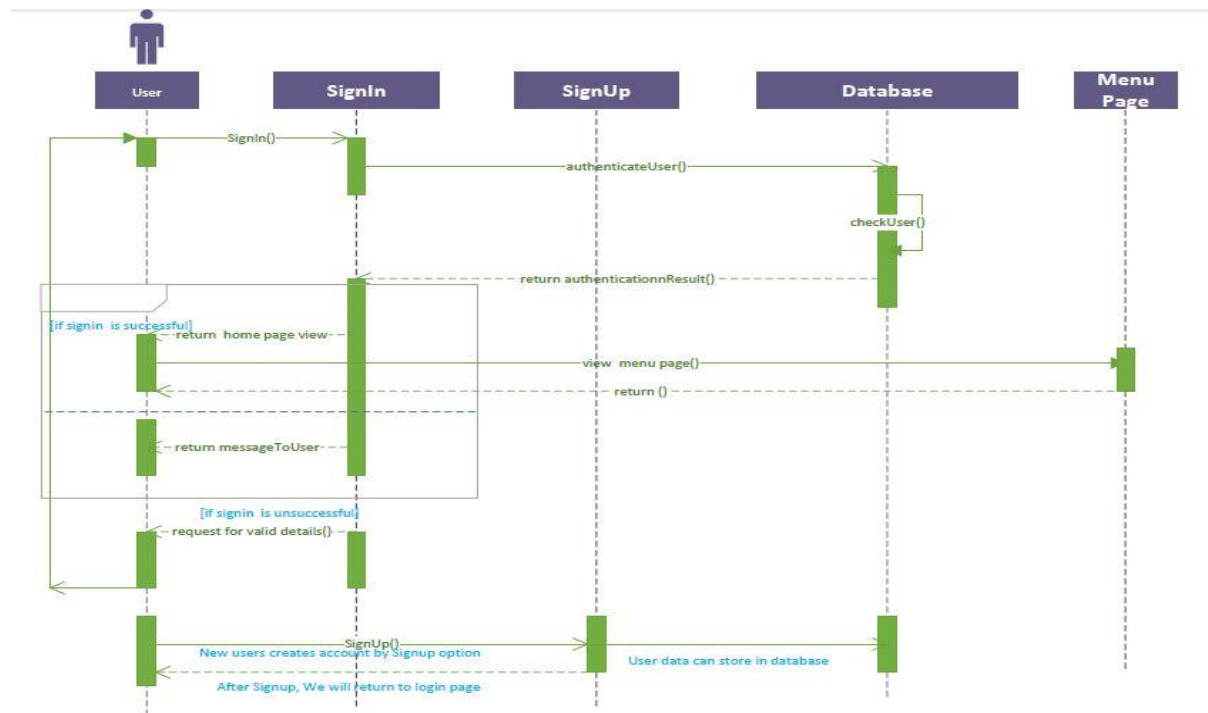 User
SignIn
SignUp
Database
Menu
Page
SignIn()
authenticateUser()
checkUser()
return authenticationnResult()
[if signin is successful]
return home page view
view menu page()
return ()
return messageToUser
[if signin is unsuccessful]
request for valid details()
SignUp()
New users creates account by Signup option
User data can store in database
After Signup, We will return to login page